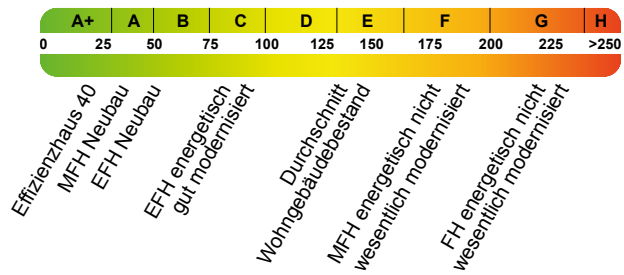 A+ A B C D E F G H
0 25 50 75 100 125 150 175 200 225 >250
Effizienzhaus 40
MFH Neubau
EFH Neubau
EFH energetisch
gut modernisiert
Durchschnitt
Wohngebäudebestand
MFH energetisch nicht
wesentlich modernisiert
FH energetisch nicht
wesentlich modernisiert